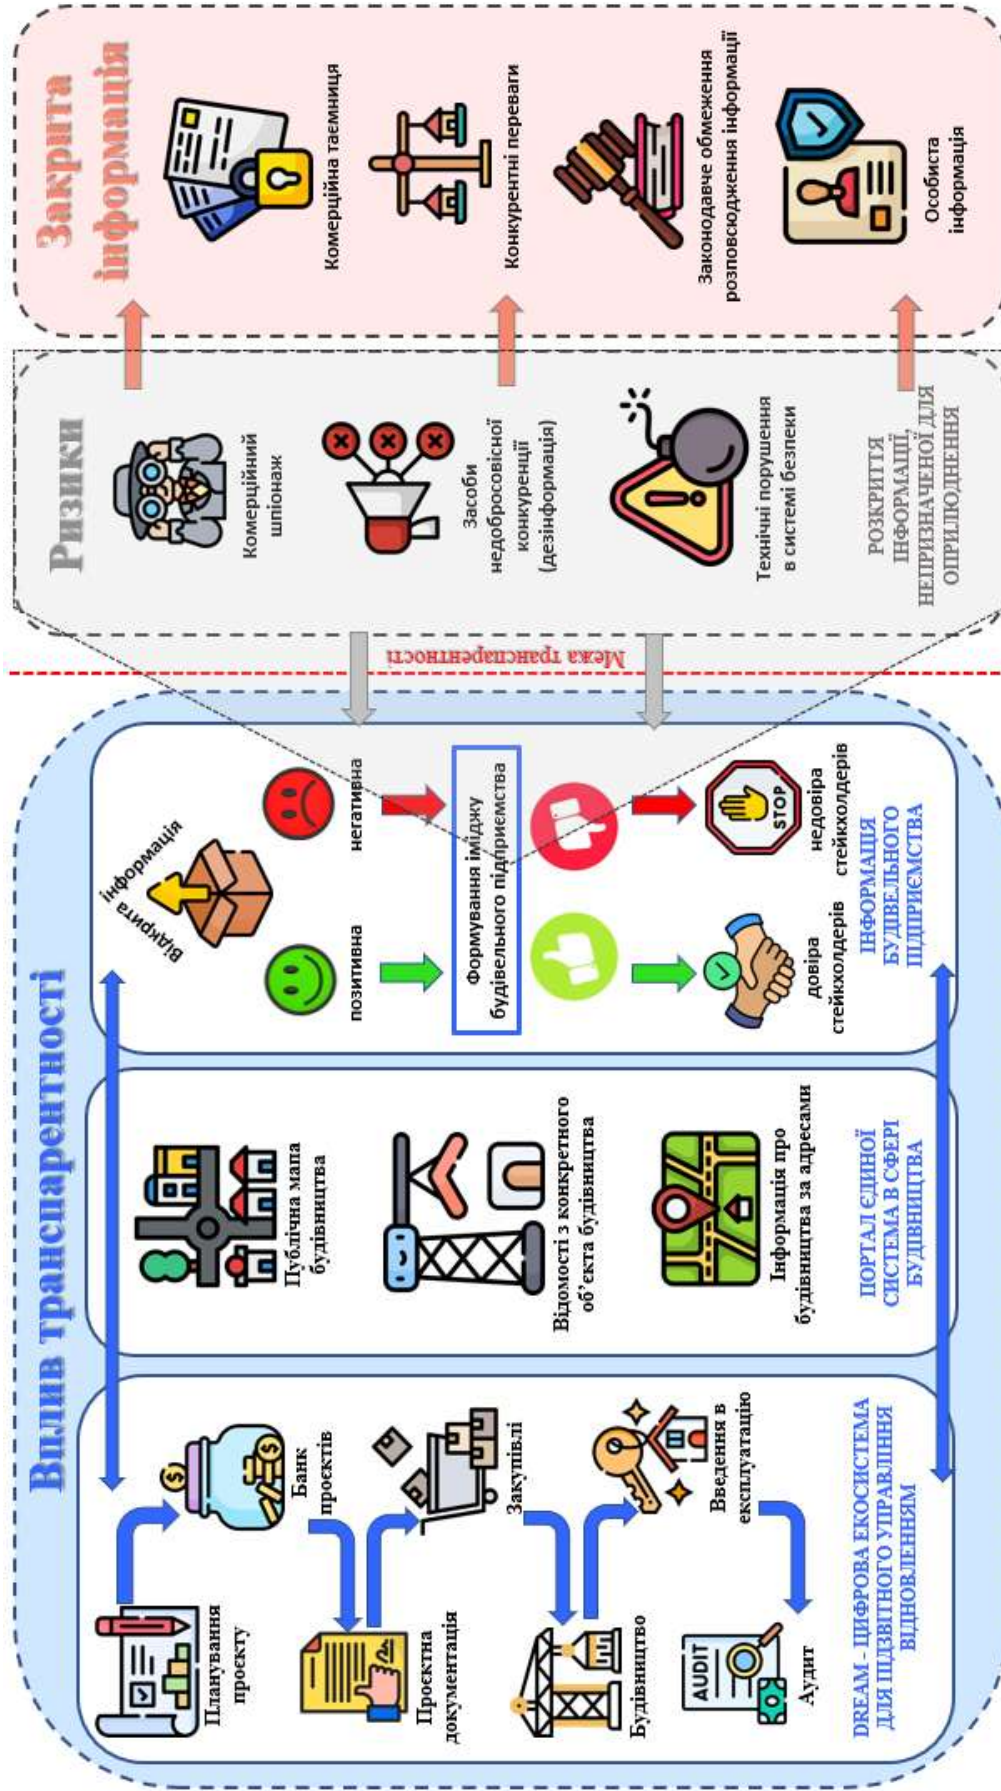 Вплив транспарентності
Планування
проєкту
Банк
проєктів
Проєктна
документація
Закупівлі
Будівництво
Введення в
експлуатацію
AUDIT
Аудит
DREAM – ЦИФРОВА ЕКОСИСТЕМА
ДЛЯ ПІДЗВІТНОГО УПРАВЛІННЯ
ВІДНОВЛЕННЯМ
Публічна мапа
будівництва
Відомості з конкретного
об’єкта будівництва
Інформація про
будівництва за адресами
ПОРТАЛ ЄДИНОЇ
СИСТЕМА В СФЕРІ
БУДІВНИЦТВА
Відкрита інформація
позитивна
негативна
Формування іміджу
будівельного підприємства
довіра
стейкхолдерів
STOP
недовіра
стейкхолдерів
ІНФОРМАЦІЯ
БУДІВЕЛЬНОГО
ПІДПРИЄМСТВА
Межа транспарентності
Ризики
Комерційний
шпіонаж
Засоби
недобросовісної
конкуренції
(дезінформація)
Технічні порушення
в системі безпеки
РОЗКРИТТЯ
ІНФОРМАЦІЇ,
НЕПРИЗНАЧЕНОЇ ДЛЯ
ОПРИЛЮДНЕННЯ
Закрита
інформація
Комерційна таємниця
Конкурентні переваги
Законодавче обмеження
розповсюдження інформації
Особиста
інформація